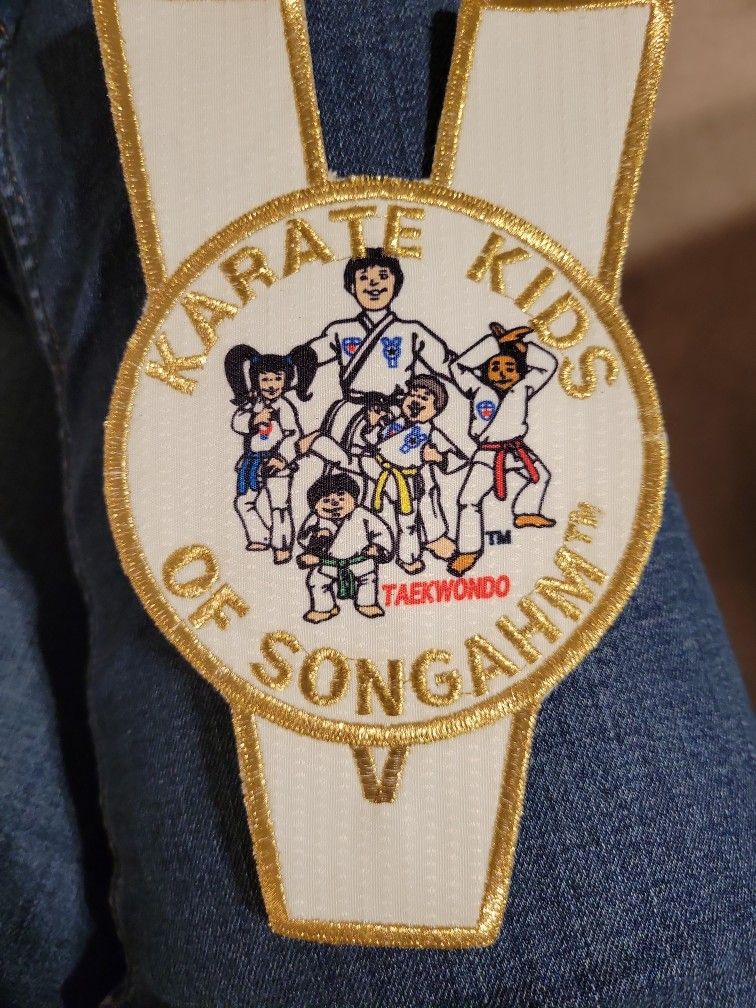 KARATE KIDS
TM
TAEKWONDO
OF SONGAHM™